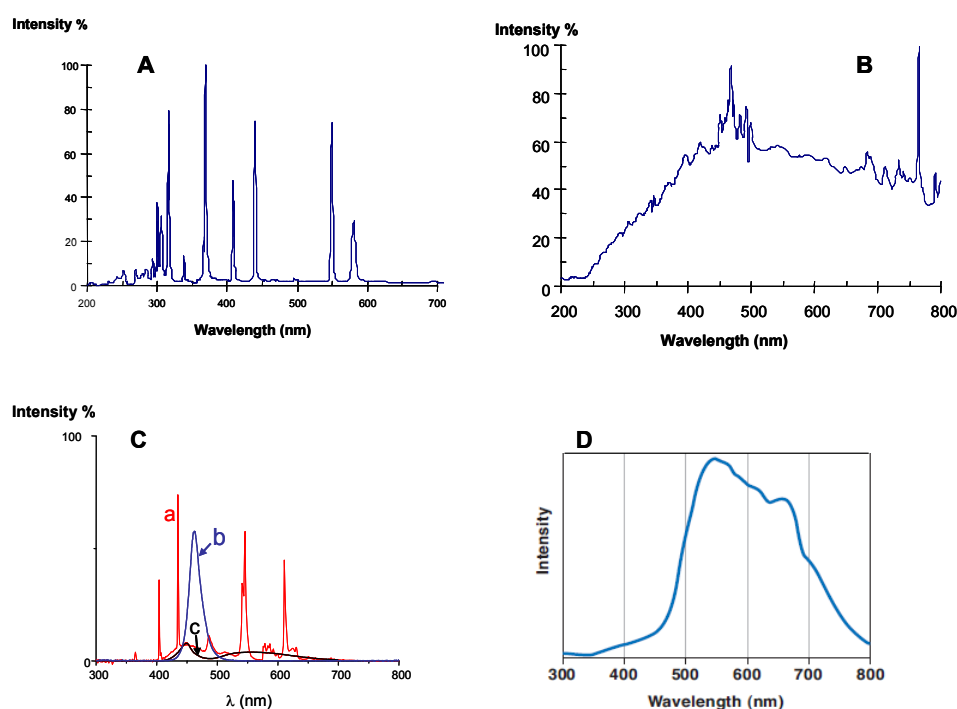 Intensity %
A
100
80
60
40
20
0
200 300 400 500 600 700
Wavelength (nm)
Intensity %
B
100
80
60
40
20
0
200 300 400 500 600 700 800
Wavelength (nm)
Intensity %
C
100
a
b
c
0
300 400 500 600 700 800
λ (nm)
D
Intensity
300 400 500 600 700 800
Wavelength (nm)